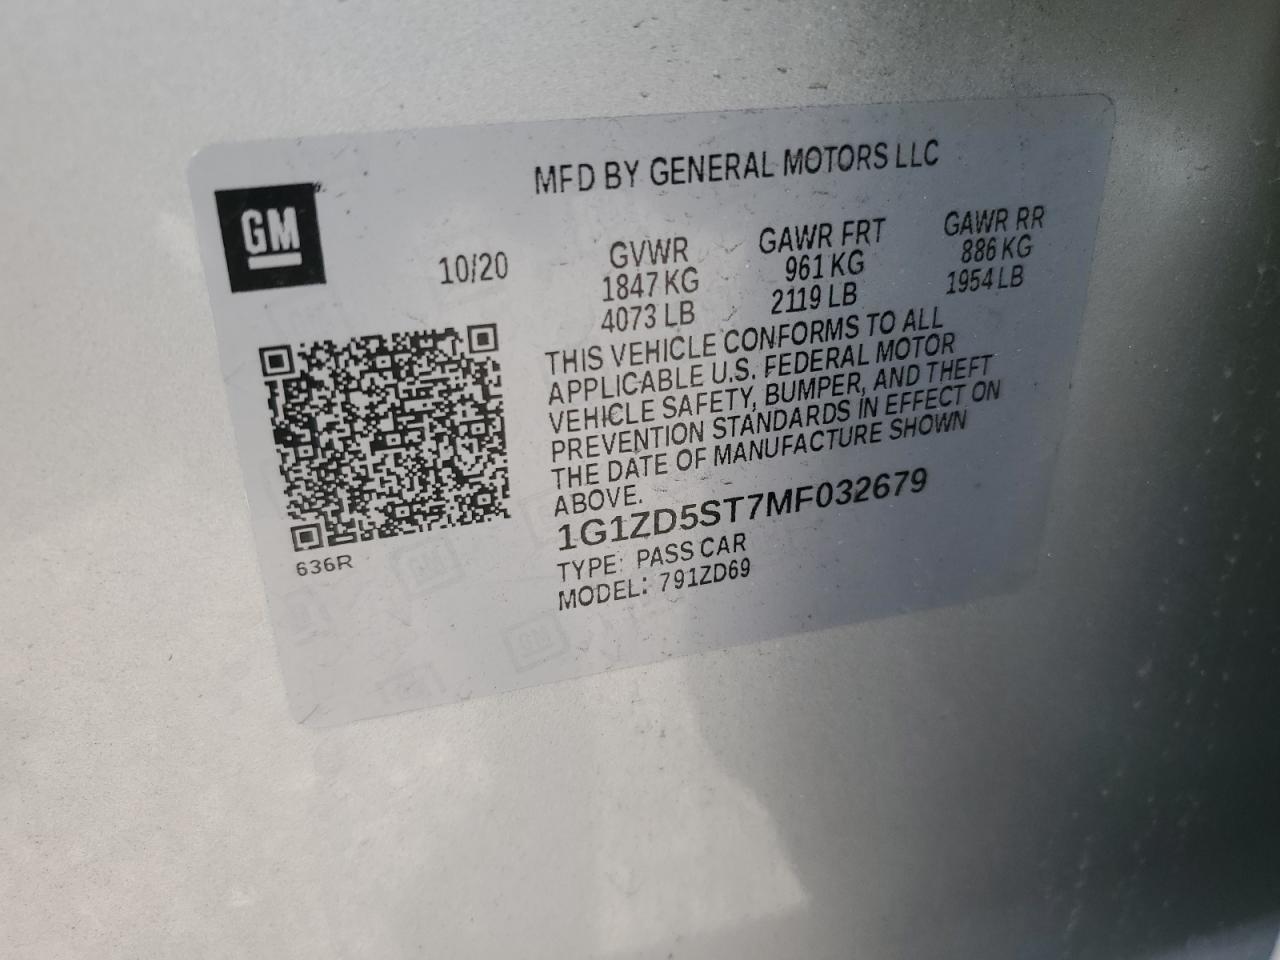 MFD BY GENERAL MOTORS LLC
GM
10/20
GVWR GAWR FRT GAWR RR
1847 KG 961 KG 886 KG
4073 LB 2119 LB 1954 LB
THIS VEHICLE CONFORMS TO ALL
APPLICABLE U.S. FEDERAL MOTOR
VEHICLE SAFETY, BUMPER, AND THEFT
PREVENTION STANDARDS IN EFFECT ON
THE DATE OF MANUFACTURE SHOWN
ABOVE.
1G1ZD5ST7MF032679
TYPE: PASS CAR
MODEL: 791ZD69
636R
GM
GM